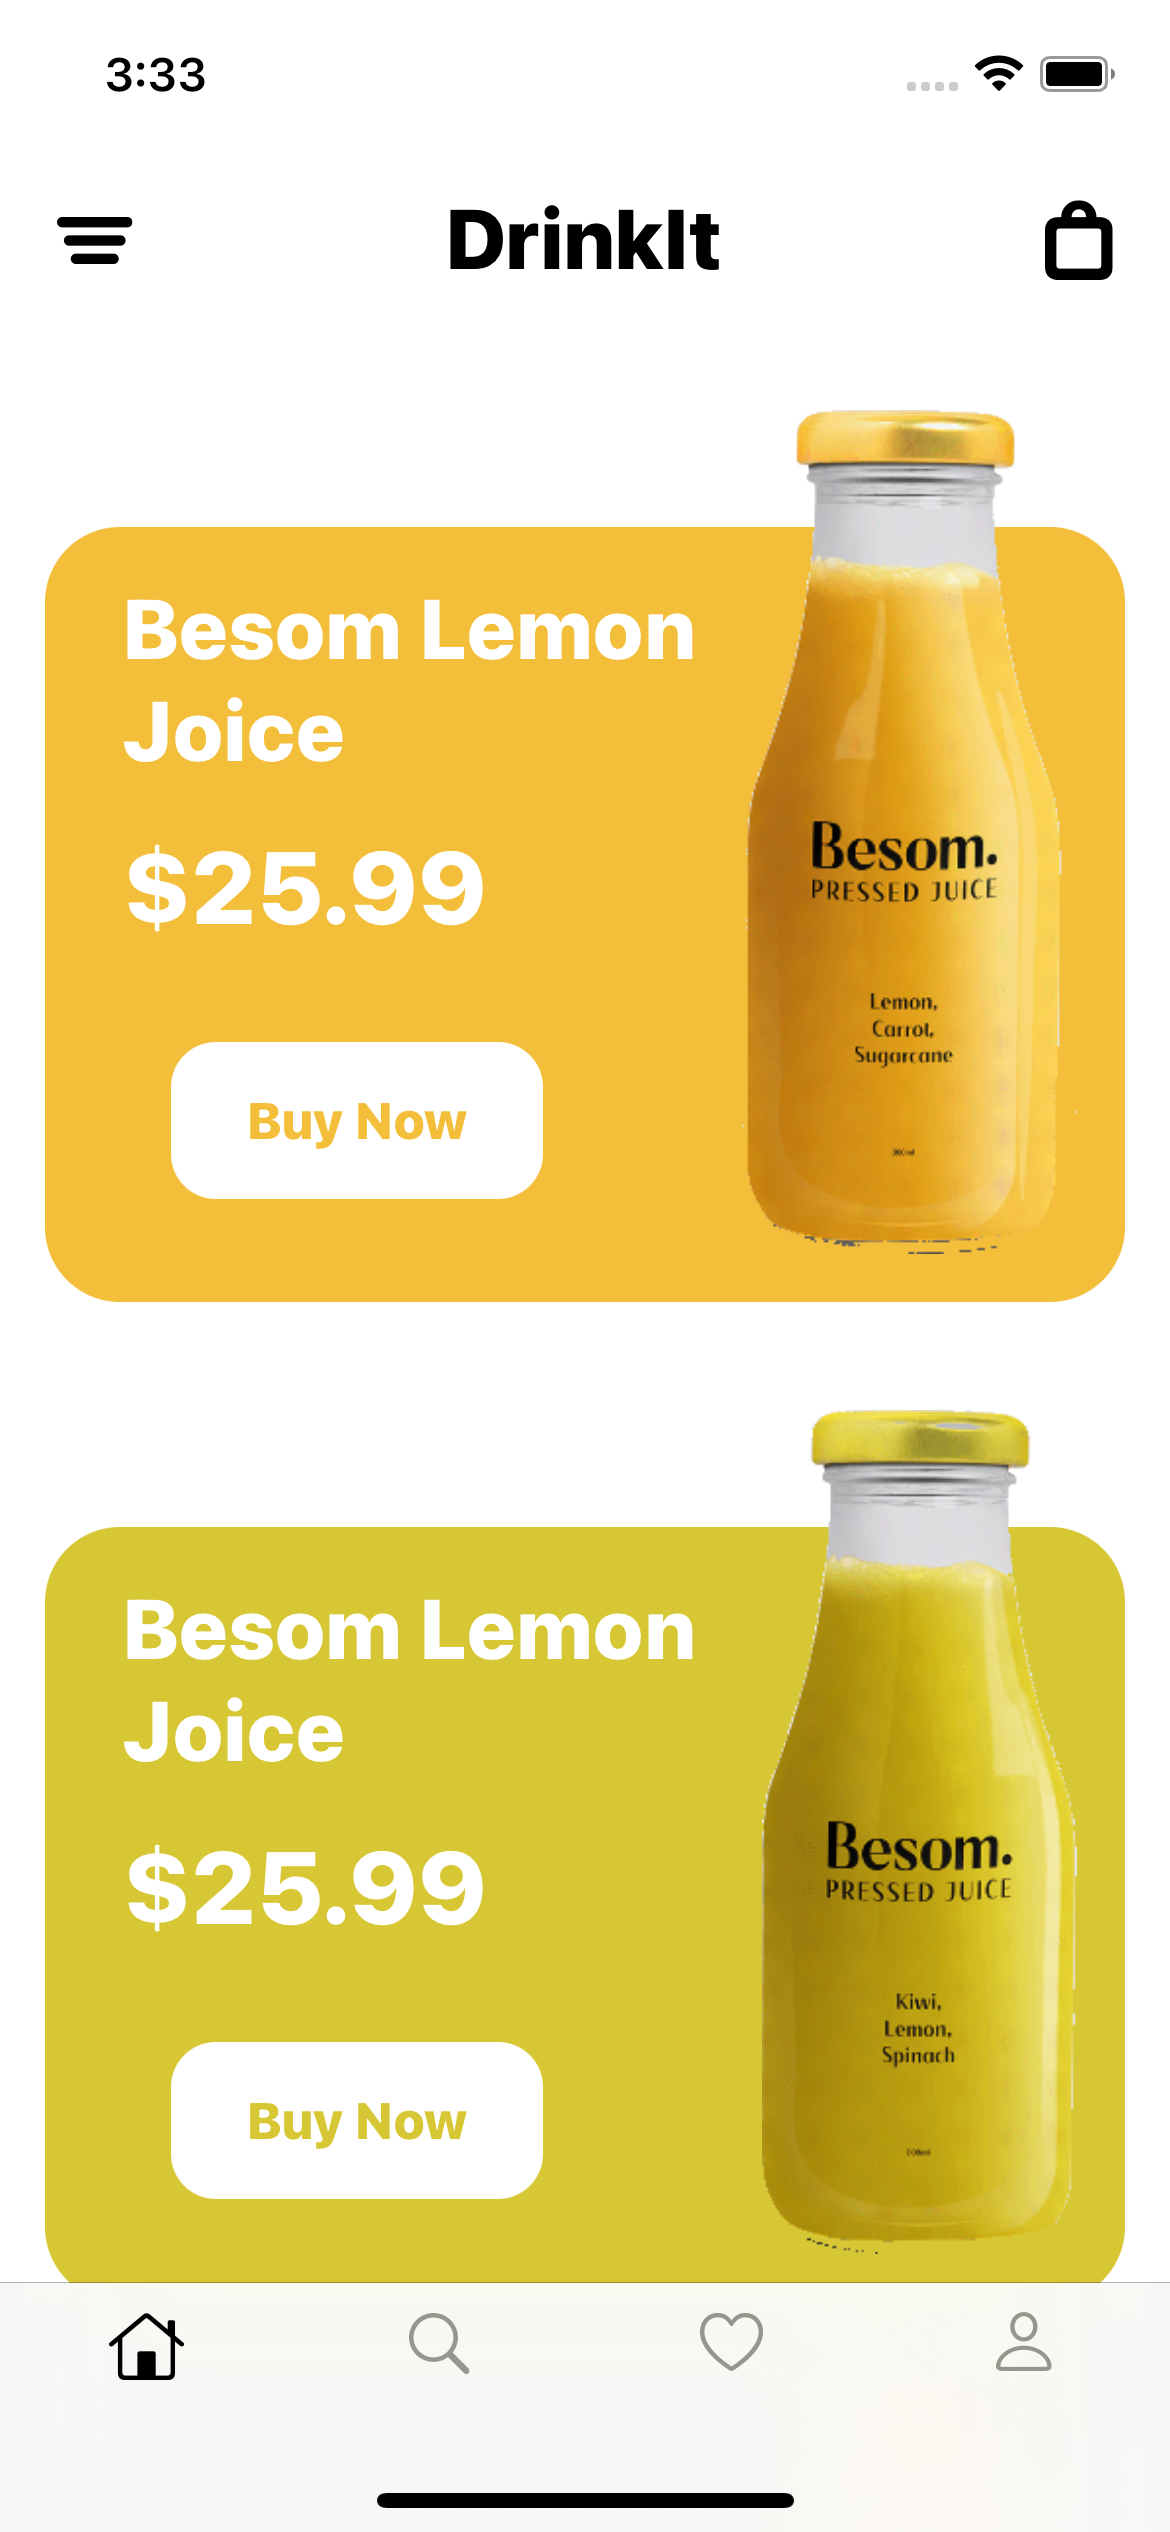 3:33
DrinkIt
Besom Lemon
Joice
$25.99
Buy Now
Besom.
PRESSED JUICE
Lemon,
Carrot,
Sugarcane
Besom Lemon
Joice
$25.99
Buy Now
Besom.
PRESSED JUICE
Kiwi,
Lemon,
Spinach